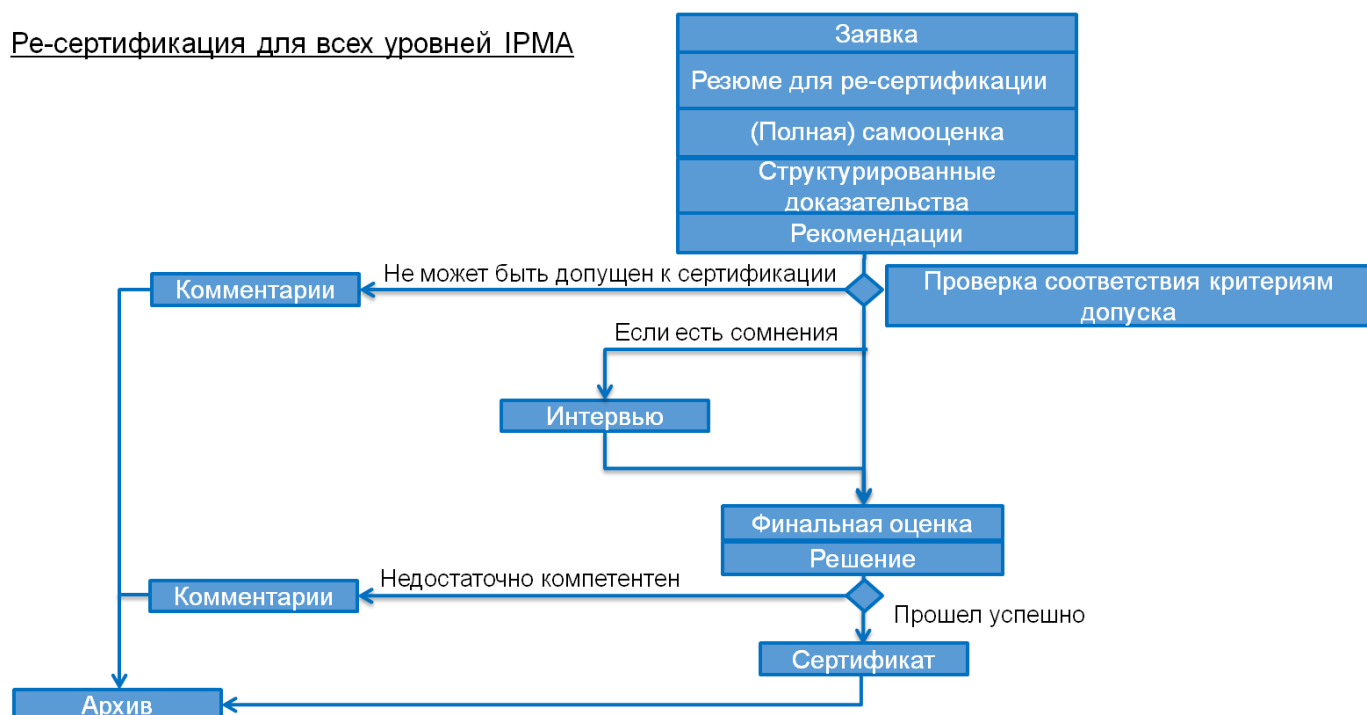 Ре-сертификация для всех уровней IPMA
Заявка
Резюме для ре-сертификации
(Полная) самооценка
Структурированные
доказательства
Рекомендации
Не может быть допущен к сертификации
Комментарии
Проверка соответствия критериям
допуска
Если есть сомнения
Интервью
Финальная оценка
Решение
Недостаточно компетентен
Комментарии
Прошел успешно
Сертификат
Архив